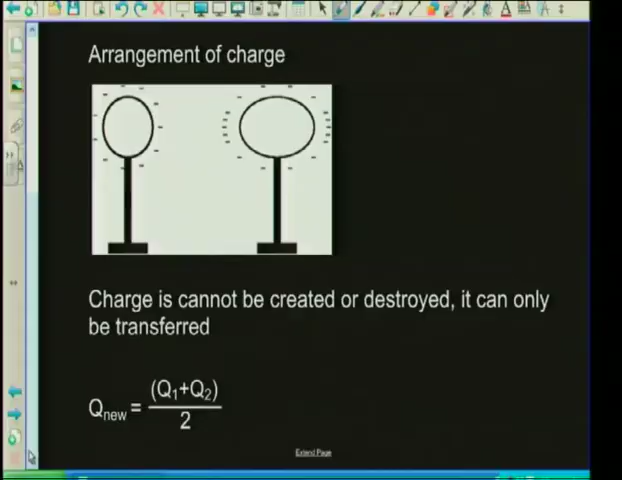 Arrangement of charge
Charge is cannot be created or destroyed, it can only
be transferred
Qnew = (Q1+Q2)
2
Extend Page